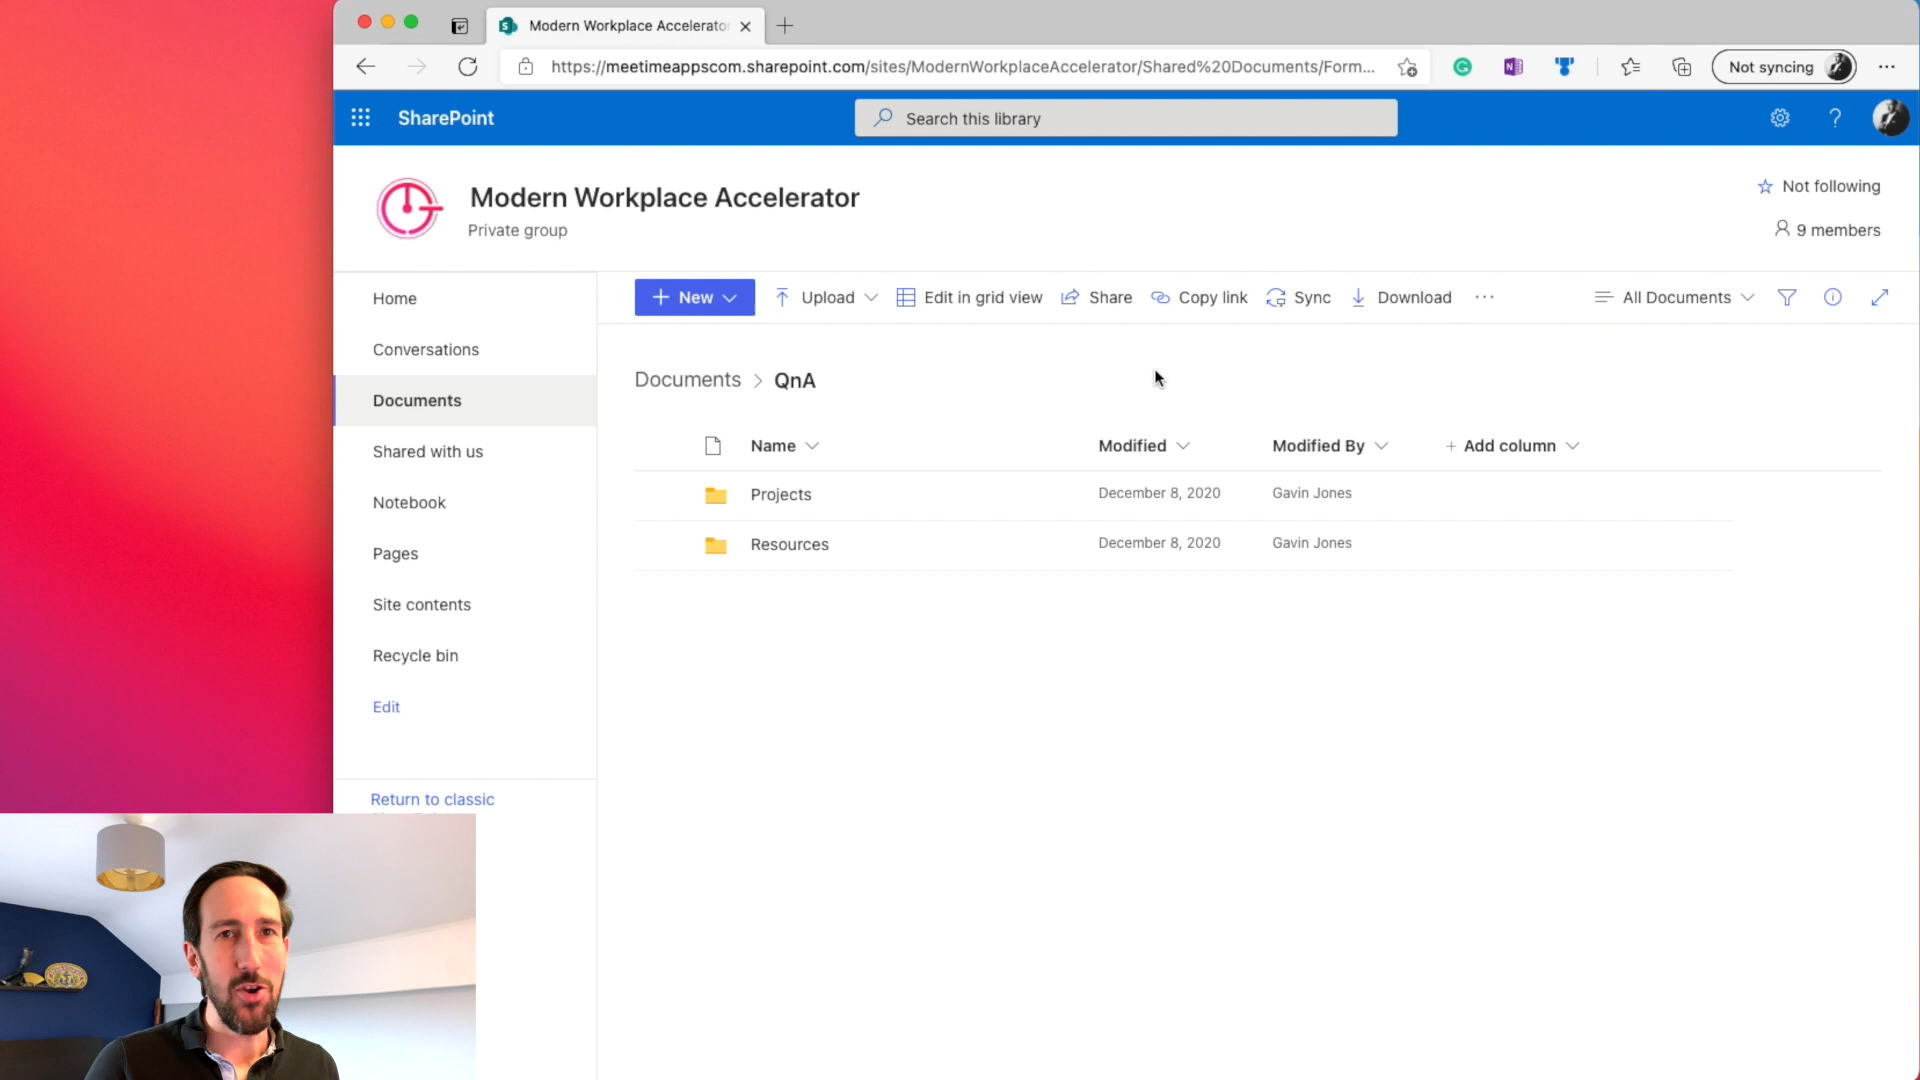 Modern Workplace Accelerato
https://meetimeappscom.sharepoint.com/sites/ModernWorkplaceAccelerator/Shared%20Documents/Form...
Not syncing
SharePoint
Search this library
Modern Workplace Accelerator
Private group
Not following
9 members
Home
Conversations
Documents
Shared with us
Notebook
Pages
Site contents
Recycle bin
Edit
Return to classic
New
Upload
Edit in grid view
Share
Copy link
Sync
Download
All Documents
Documents > QnA
Name
Modified
Modified By
+ Add column
Projects
December 8, 2020
Gavin Jones
Resources
December 8, 2020
Gavin Jones